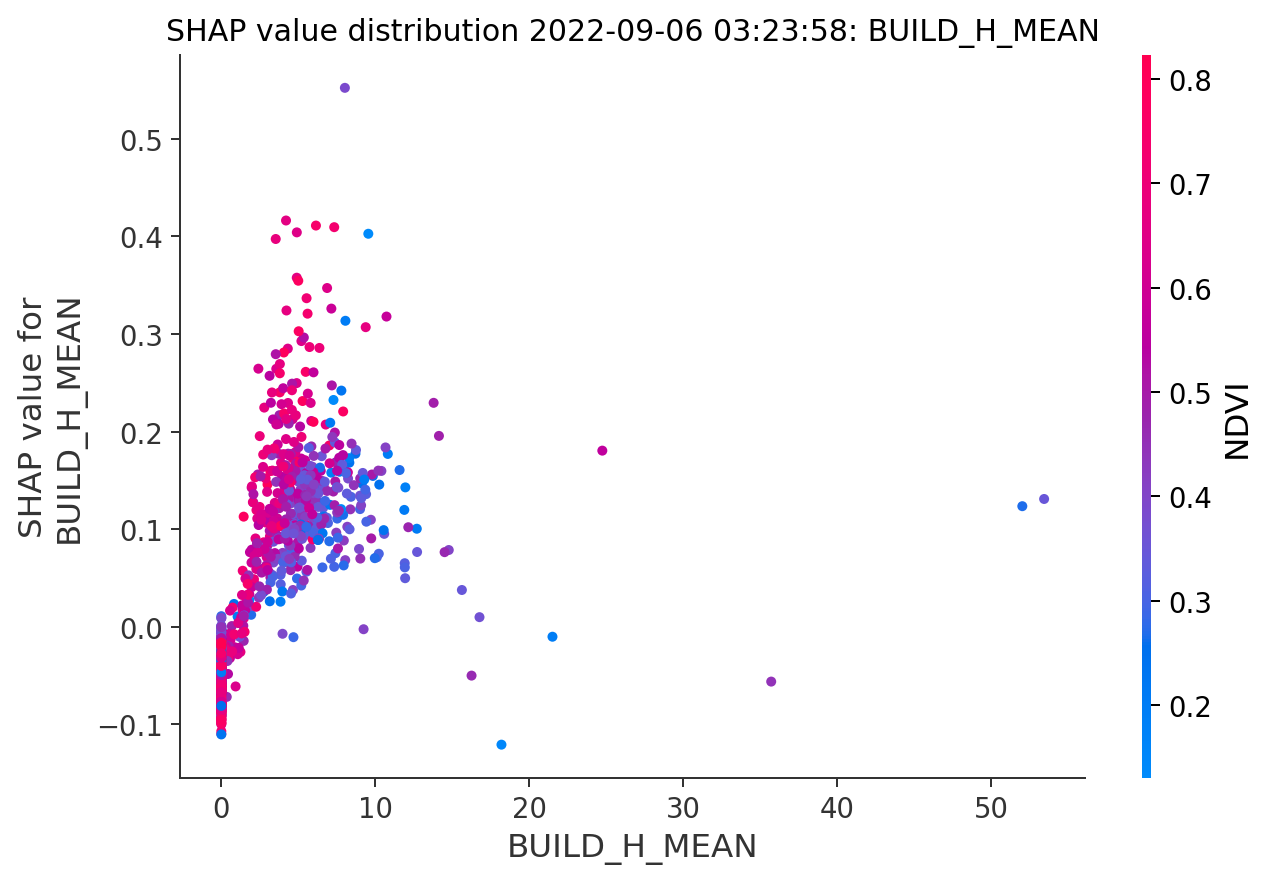 SHAP value distribution 2022-09-06 03:23:58: BUILD_H_MEAN
SHAP value for
BUILD_H_MEAN
0.5
0.4
0.3
0.2
0.1
0.0
−0.1
0 10 20 30 40 50
BUILD_H_MEAN
0.8
0.7
0.6
0.5
0.4
0.3
0.2
NDVI